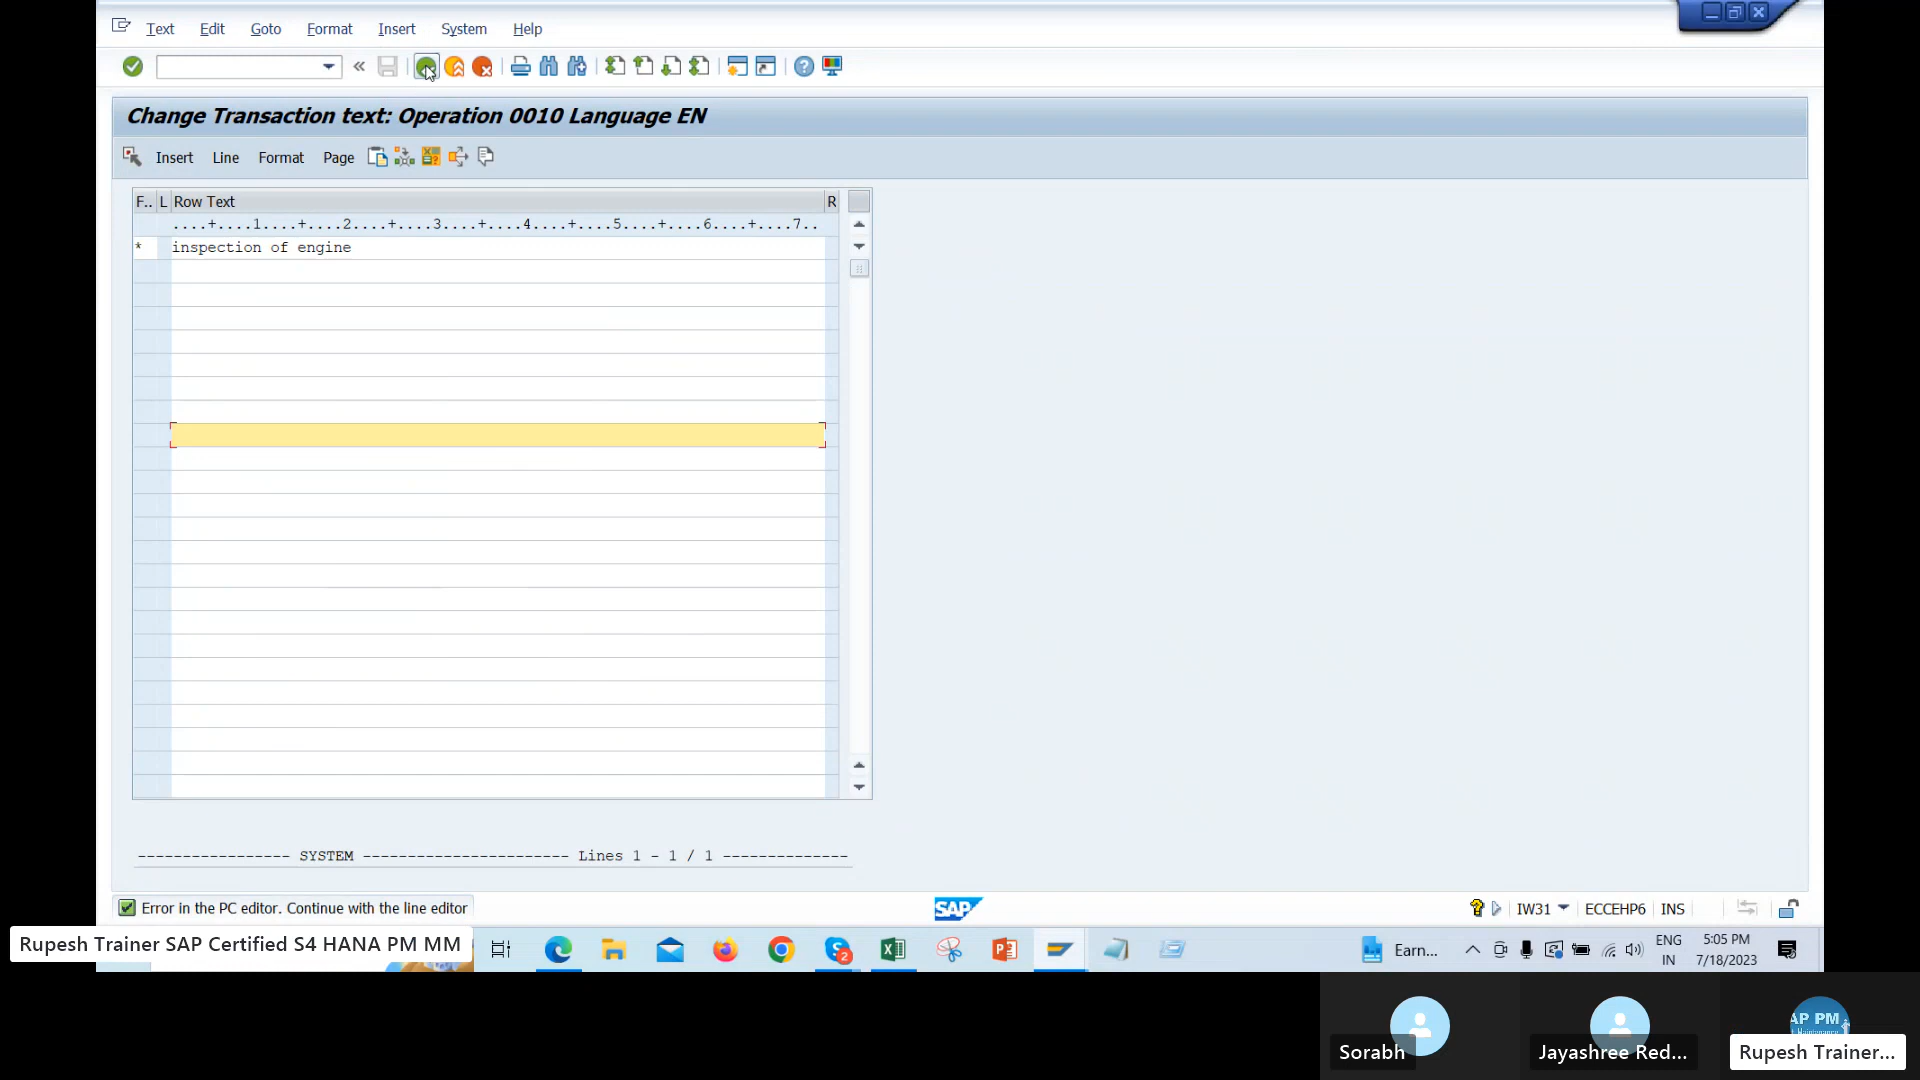 Text Edit Goto Format Insert System Help
Change Transaction text: Operation 0010 Language EN
Insert Line Format Page
F.. L Row Text R
....+....1....+....2....+....3....+....4....+....5....+....6....+....7..
* inspection of engine
----------------- SYSTEM ----------------------- Lines 1 - 1 / 1 --------------
Error in the PC editor. Continue with the line editor
SAP
IW31 ECCEHP6 INS
Rupesh Trainer SAP Certified S4 HANA PM MM
2
Earn...
ENG
IN
5:05 PM
7/18/2023
AP PM
Sorabh
Jayashree Red...
Rupesh Trainer...